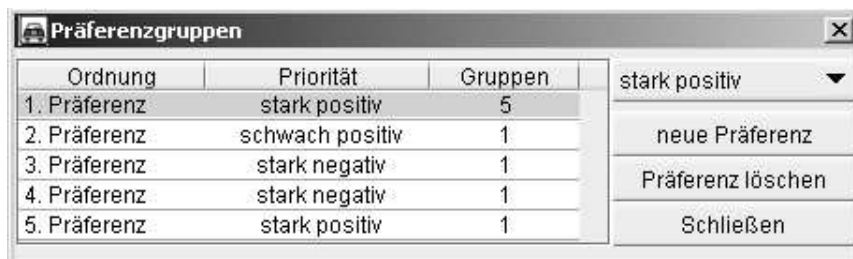 Präferenzgruppen
Ordnung Priorität Gruppen
1. Präferenz stark positiv 5
2. Präferenz schwach positiv 1
3. Präferenz stark negativ 1
4. Präferenz stark negativ 1
5. Präferenz stark positiv 1
stark positiv
neue Präferenz
Präferenz löschen
Schließen